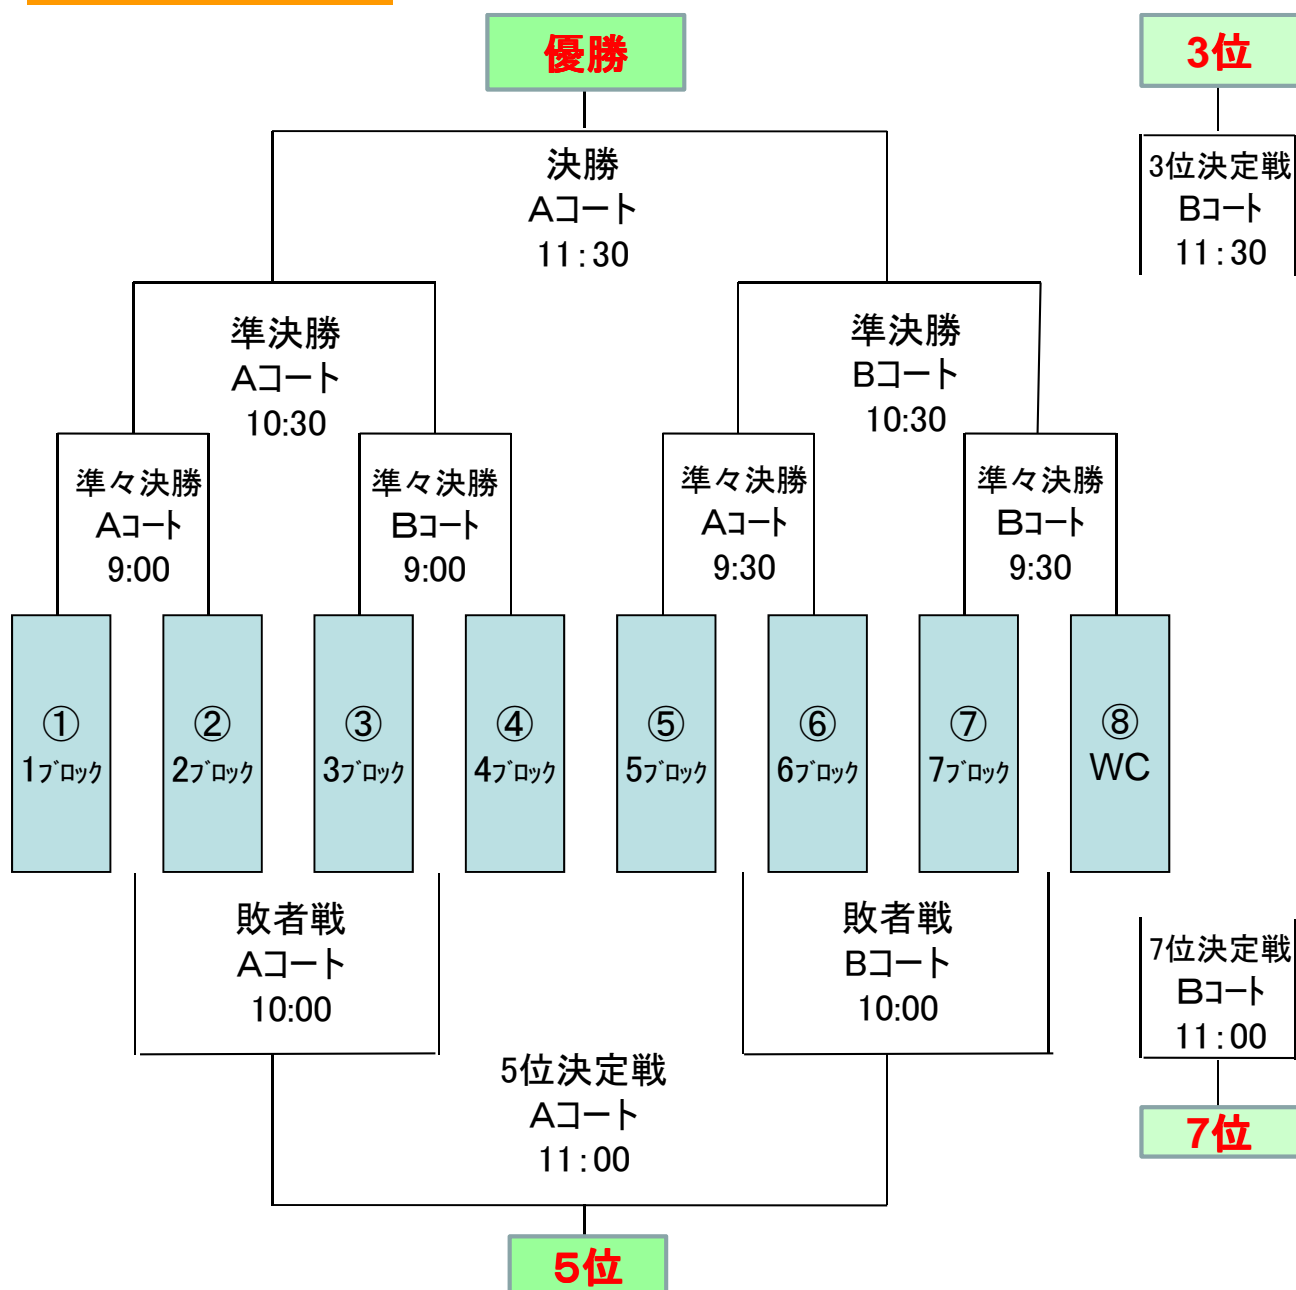 優勝
3位
決勝
Aコート
11:30
3位決定戦
Bコート
11:30
準決勝
Aコート
10:30
準決勝
Bコート
10:30
準々決勝
Aコート
9:00
準々決勝
Bコート
9:00
準々決勝
Aコート
9:30
準々決勝
Bコート
9:30
①
1ブロック
②
2ブロック
③
3ブロック
④
4ブロック
⑤
5ブロック
⑥
6ブロック
⑦
7ブロック
⑧
WC
敗者戦
Aコート
10:00
敗者戦
Bコート
10:00
7位決定戦
Bコート
11:00
5位決定戦
Aコート
11:00
7位
5位